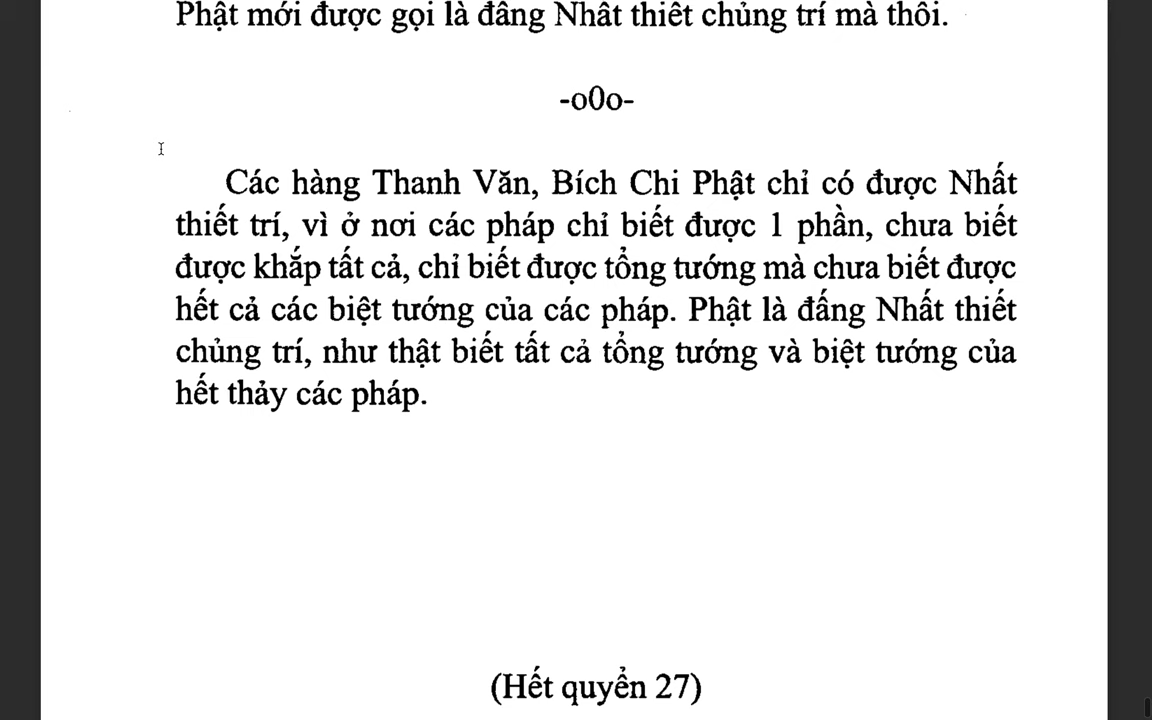 Phật mới được gọi là đấng Nhất thiết chủng trí mà thôi.
-o0o-
Các hàng Thanh Văn, Bích Chi Phật chỉ có được Nhất
thiết trí, vì ở nơi các pháp chỉ biết được 1 phần, chưa biết
được khắp tất cả, chỉ biết được tổng tướng mà chưa biết được
hết cả các biệt tướng của các pháp. Phật là đấng Nhất thiết
chủng trí, như thật biết tất cả tổng tướng và biệt tướng của
hết thảy các pháp.
(Hết quyển 27)